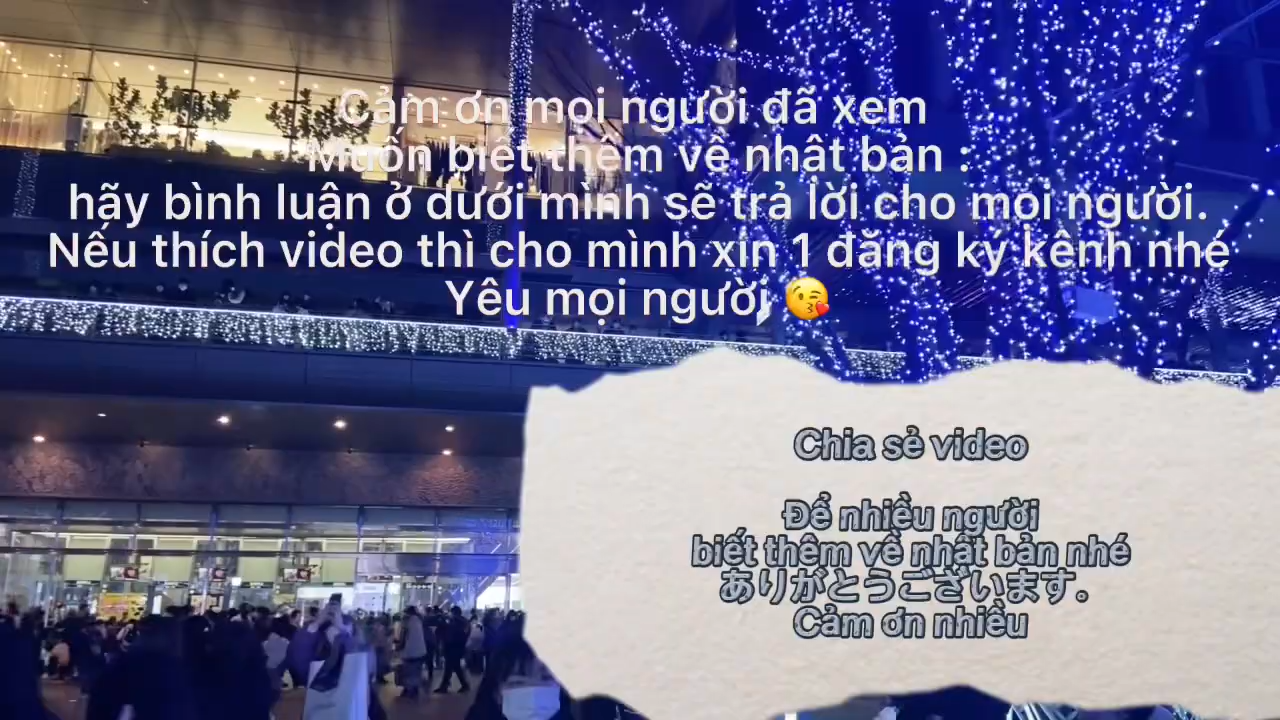 Cảm ơn mọi người đã xem
Muốn biết thêm về nhật bản :
hãy bình luận ở dưới mình sẽ trả lời cho mọi người.
Nếu thích video thì cho mình xin 1 đăng ký kênh nhé
Yêu mọi người 😘
Chia sẻ video
Để nhiều người
biết thêm về nhật bản nhé
ありがとうございます。
Cảm ơn nhiều